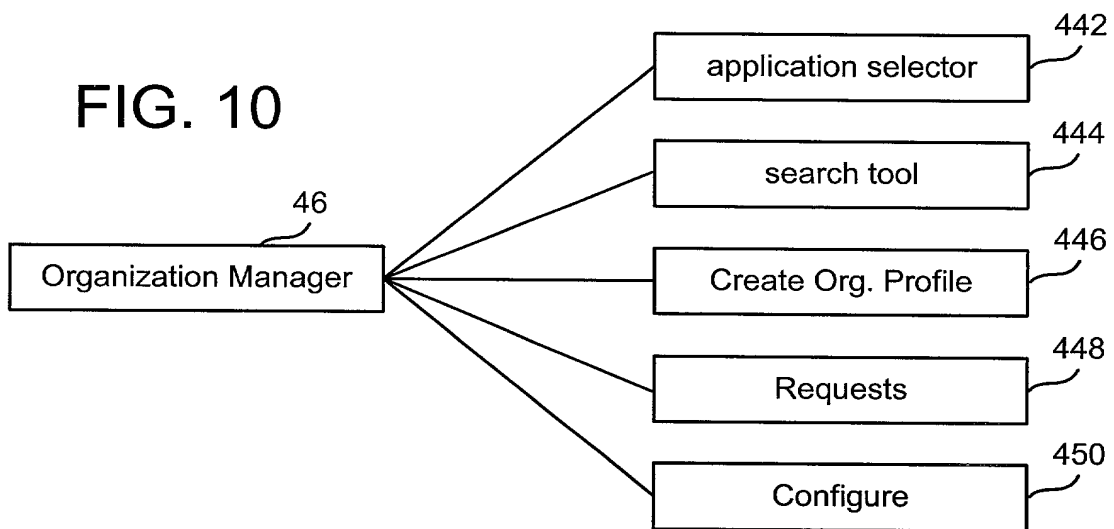 FIG. 10
442
application selector
444
search tool
46
Organization Manager
446
Create Org. Profile
448
Requests
450
Configure